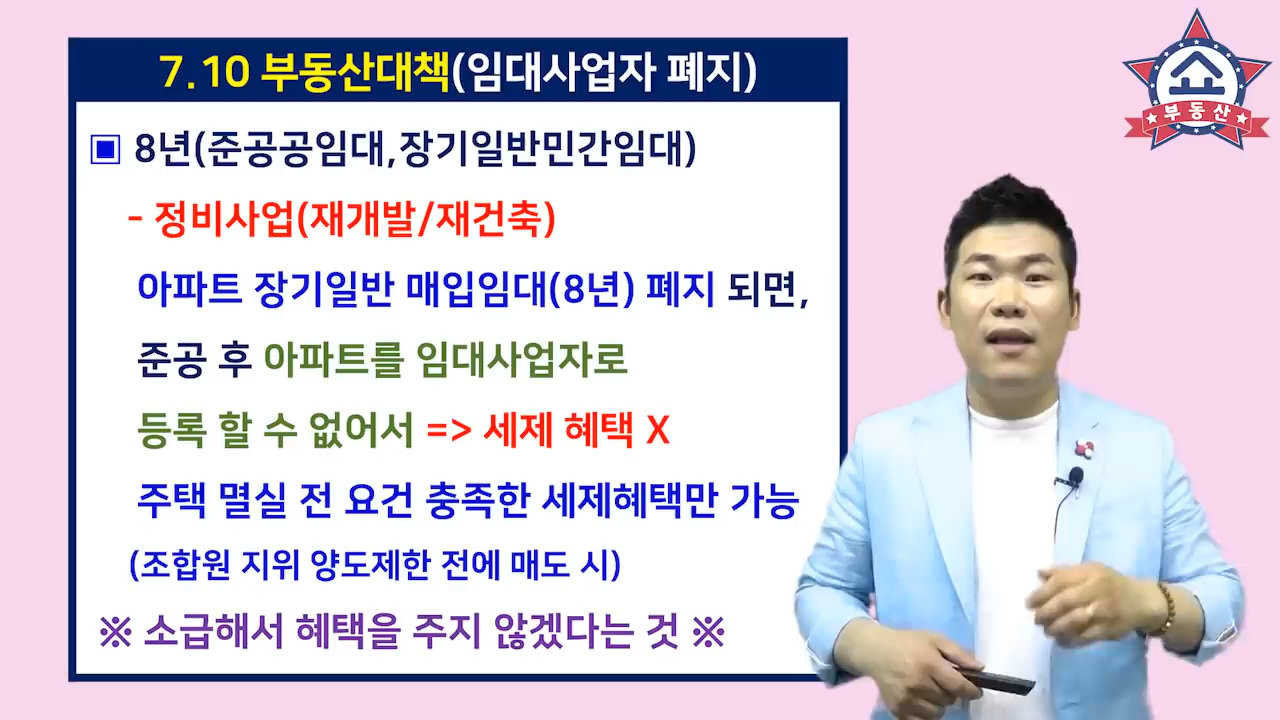 7.10 부동산대책(임대사업자 폐지)
▣ 8년(준공공임대,장기일반민간임대)
- 정비사업(재개발/재건축)
아파트 장기일반 매입임대(8년) 폐지 되면,
준공 후 아파트를 임대사업자로
등록 할 수 없어서 => 세제 혜택 X
주택 멸실 전 요건 충족한 세제혜택만 가능
(조합원 지위 양도제한 전에 매도 시)
※ 소급해서 혜택을 주지 않겠다는 것 ※
부동산